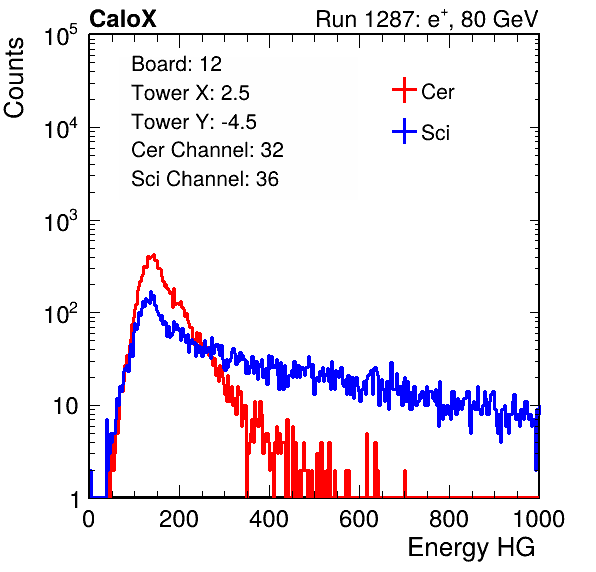 CaloX Run 1287: e⁺, 80 GeV
Counts
10⁵
10⁴
10³
10²
10
1
Board: 12
Tower X: 2.5
Tower Y: -4.5
Cer Channel: 32
Sci Channel: 36
Cer
Sci
0 200 400 600 800 1000
Energy HG